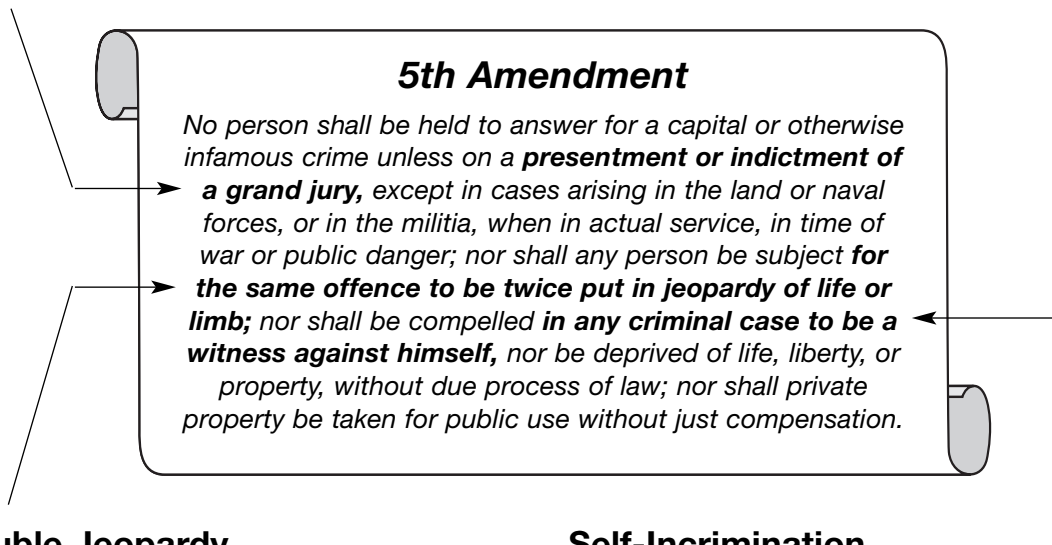 5th Amendment
No person shall be held to answer for a capital or otherwise
infamous crime unless on a presentment or indictment of
a grand jury, except in cases arising in the land or naval
forces, or in the militia, when in actual service, in time of
war or public danger; nor shall any person be subject for
the same offence to be twice put in jeopardy of life or
limb; nor shall be compelled in any criminal case to be a
witness against himself, nor be deprived of life, liberty, or
property, without due process of law; nor shall private
property be taken for public use without just compensation.
uble Jeopardy
Self-Incrimination